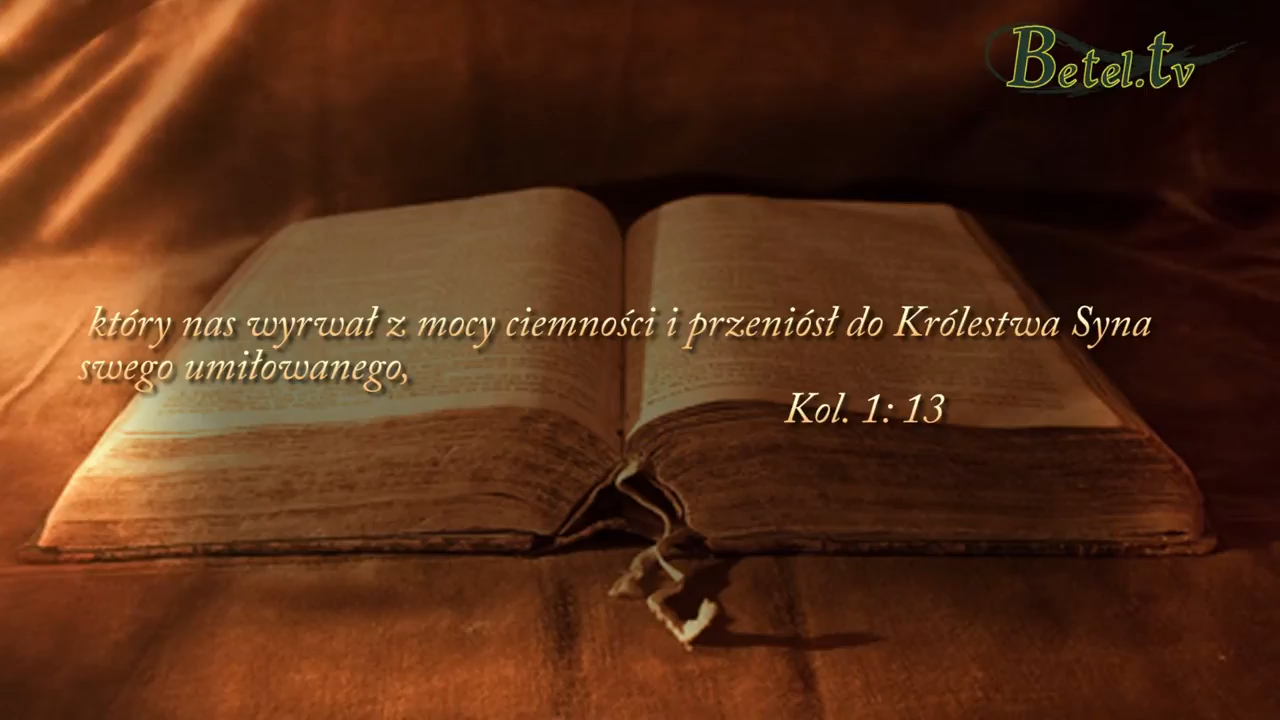 Betel.tv
który nas wyrwał z mocy ciemności i przeniósł do Królestwa Syna
swego umiłowanego,
Kol. 1: 13